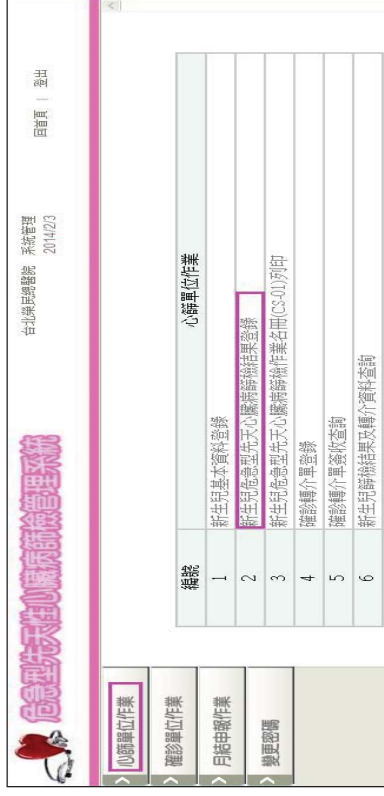 危急型先天性心臟病篩檢管理系統
台北榮民總醫院 系統管理
2014/2/3
回首頁 | 登出
心篩單位作業
確診單位作業
月結申報作業
變更密碼
編號 心篩單位作業
1 新生兒基本資料登錄
2 新生兒危急型先天心臟病篩檢結果登錄
3 新生兒危急型先天心臟病篩檢作業名冊(CS-01)列印
4 確診轉介單登錄
5 確診轉介單簽收查詢
6 新生兒篩檢結果及轉介資料查詢